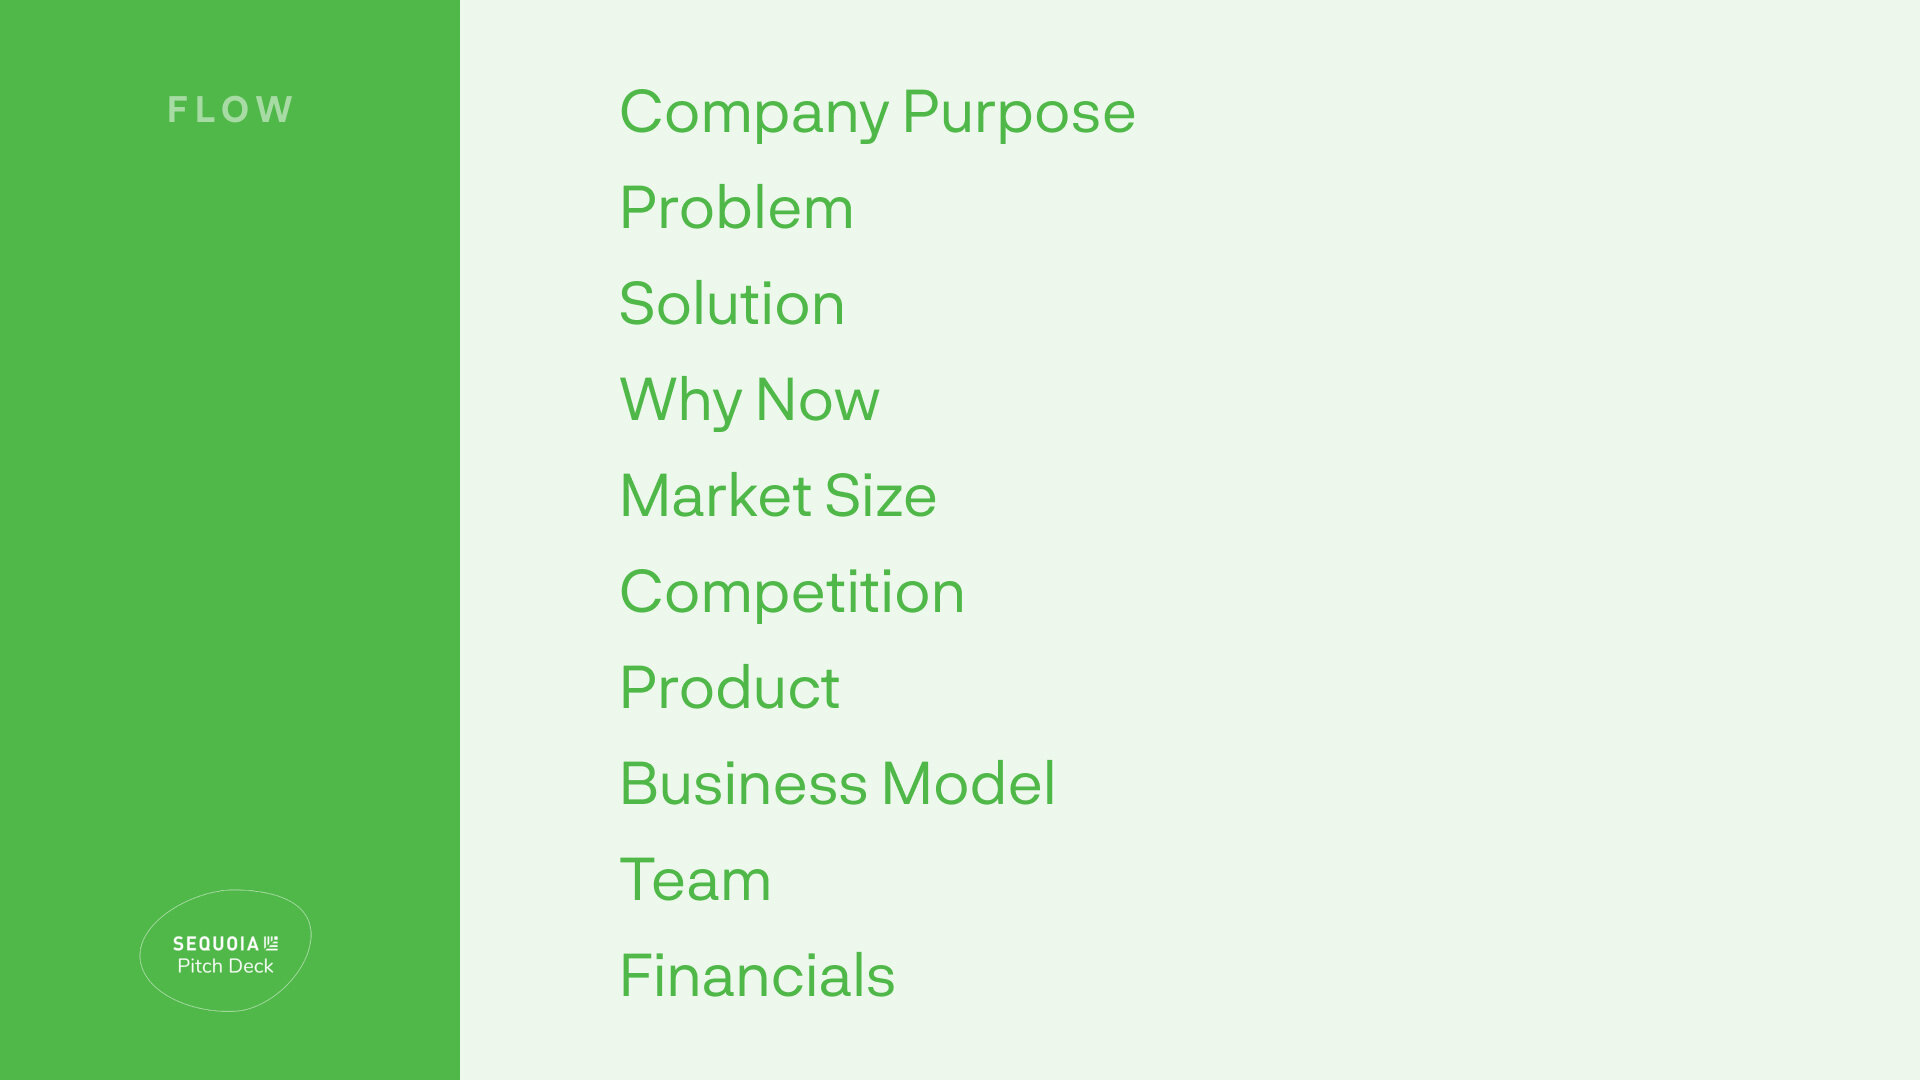 FLOW
Company Purpose
Problem
Solution
Why Now
Market Size
Competition
Product
Business Model
Team
Financials
SEQUOIA
Pitch Deck